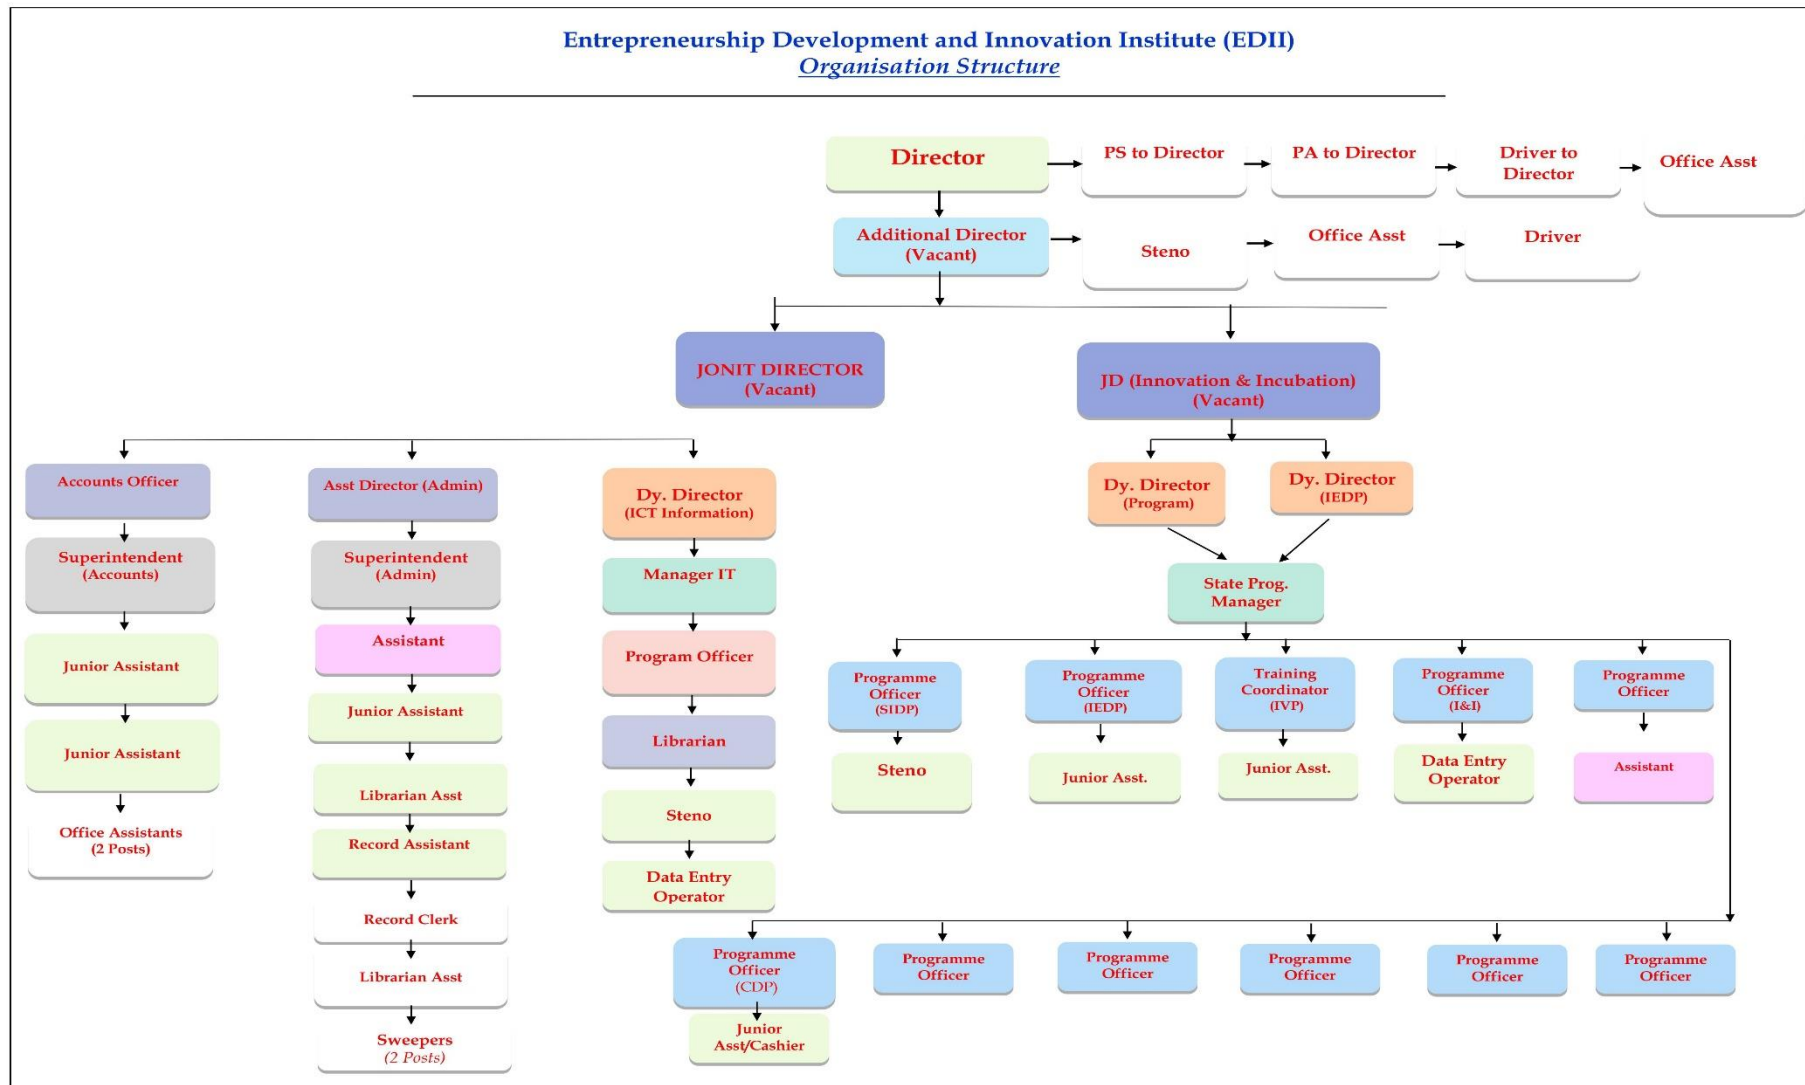 Entrepreneurship Development and Innovation Institute (EDII)
Organisation Structure
Director
PS to Director
PA to Director
Driver to
Director
Office Asst
Additional Director
(Vacant)
Steno
Office Asst
Driver
JONIT DIRECTOR
(Vacant)
JD (Innovation & Incubation)
(Vacant)
Accounts Officer
Superintendent
(Accounts)
Junior Assistant
Junior Assistant
Office Assistants
(2 Posts)
Asst Director (Admin)
Superintendent
(Admin)
Assistant
Junior Assistant
Librarian Asst
Record Assistant
Record Clerk
Librarian Asst
Sweepers
(2 Posts)
Dy. Director
(ICT Information)
Manager IT
Program Officer
Librarian
Steno
Data Entry
Operator
Dy. Director
(Program)
Dy. Director
(IEDP)
State Prog.
Manager
Programme
Officer
(SIDP)
Steno
Programme
Officer
(IEDP)
Junior Asst.
Training
Coordinator
(IVP)
Junior Asst.
Programme
Officer
(I&I)
Data Entry
Operator
Programme
Officer
Assistant
Programme
Officer
(CDP)
Junior
Asst/Cashier
Programme
Officer
Programme
Officer
Programme
Officer
Programme
Officer
Programme
Officer